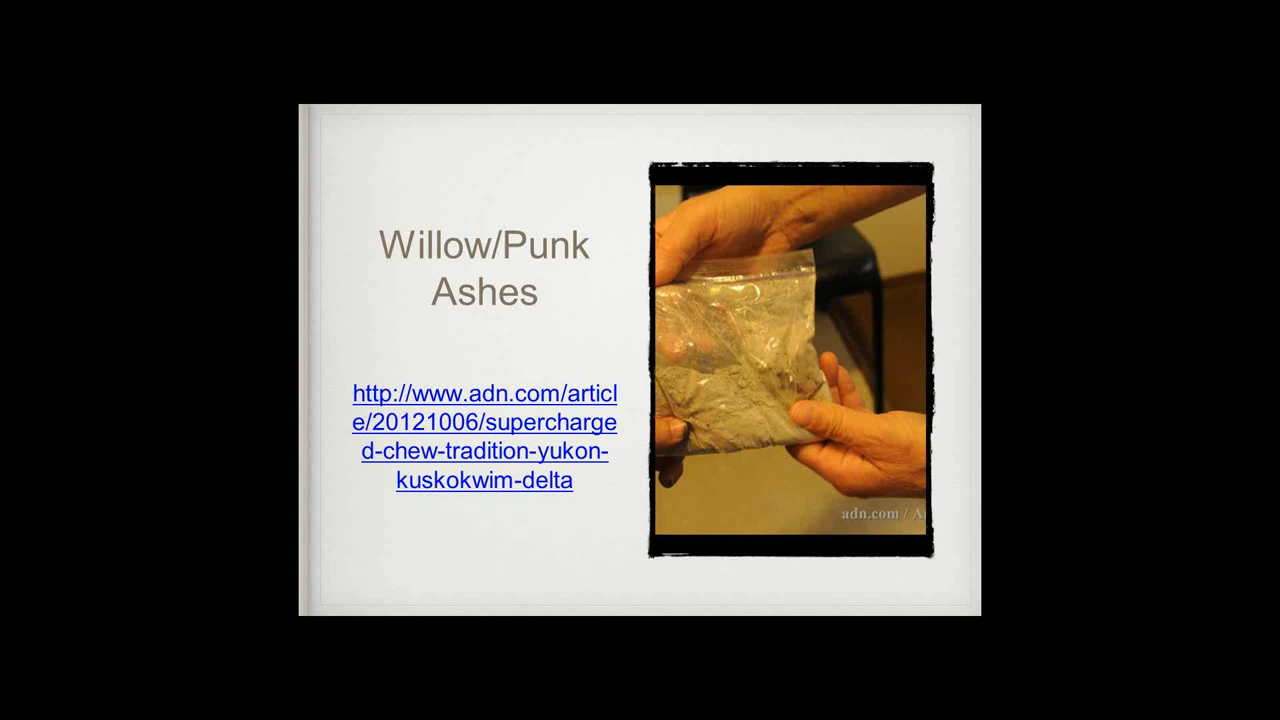 Willow/Punk
Ashes
http://www.adn.com/articl
e/20121006/supercharge
d-chew-tradition-yukon-
kuskokwim-delta
adn.com / A